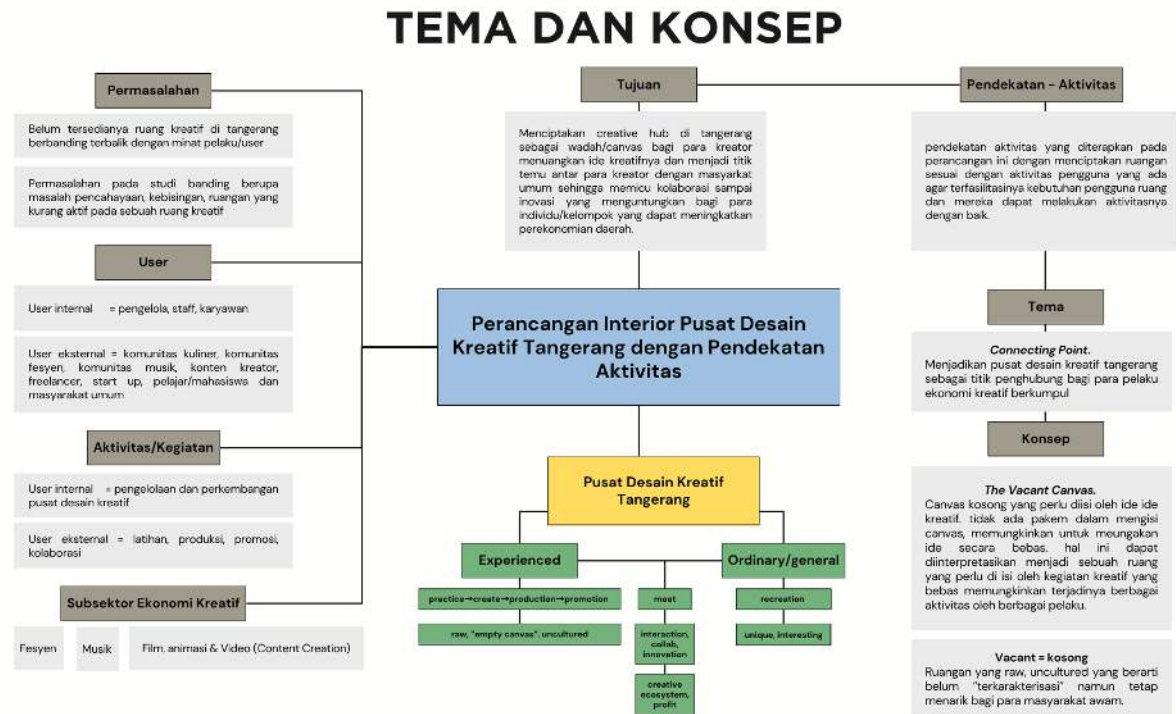 TEMA DAN KONSEP
Permasalahan
Belum tersedianya ruang kreatif di tangerang
berbanding terbalik dengan minat pelaku/user
Permasalahan pada studi banding berupa
masalah pencahayaan, kebisingan, ruangan yang
kurang aktif pada sebuah ruang kreatif
User
User internal = pengelola, staff, karyawan
User eksternal = komunitas kuliner, komunitas
fesyen, komunitas musik, konten kreator,
freelancer, start up, pelajar/mahasiswa dan
masyarakat umum
Aktivitas/Kegiatan
User internal = pengelolaan dan perkembangan
pusat desain kreatif
User eksternal = latihan, produksi, promosi,
kolaborasi
Subsektor Ekonomi Kreatif
Fesyen
Musik
Film, animasi & Video (Content Creation)
Tujuan
Menciptakan creative hub di tangerang
sebagai wadah/canvas bagi para kreator
menuangkan ide kreatifnya dan menjadi titik
temu antar para kreator dengan masyarkat
umum sehingga memicu kolaborasi sampai
inovasi yang menguntungkan bagi para
individu/kelompok yang dapat meningkatkan
perekonomian daerah.
Perancangan Interior Pusat Desain
Kreatif Tangerang dengan Pendekatan
Aktivitas
Pusat Desain Kreatif
Tangerang
Experienced
practice→create→production→promotion
raw, "empty canvas", uncultured
meet
interaction,
collab,
innovation
creative
ecosystem,
profit
Ordinary/general
recreation
unique, interesting
Pendekatan - Aktivitas
pendekatan aktivitas yang diterapkan pada
perancangan ini dengan menciptakan ruangan
sesuai dengan aktivitas pengguna yang ada
agar terfasilitasinya kebutuhan pengguna ruang
dan mereka dapat melakukan aktivitasnya
dengan baik.
Tema
Connecting Point.
Menjadikan pusat desain kreatif tangerang
sebagai titik penghubung bagi para pelaku
ekonomi kreatif berkumpul
Konsep
The Vacant Canvas.
Canvas kosong yang perlu diisi oleh ide ide
kreatif. tidak ada pakem dalam mengisi
canvas, memungkinkan untuk meungakan
ide secara bebas. hal ini dapat
diinterpretasikan menjadi sebuah ruang
yang perlu di isi oleh kegiatan kreatif yang
bebas memungkinkan terjadinya berbagai
aktivitas oleh berbagai pelaku.
Vacant = kosong
Ruangan yang raw, uncultured yang berarti
belum "terkarakterisasi" namun tetap
menarik bagi para masyarakat awam.